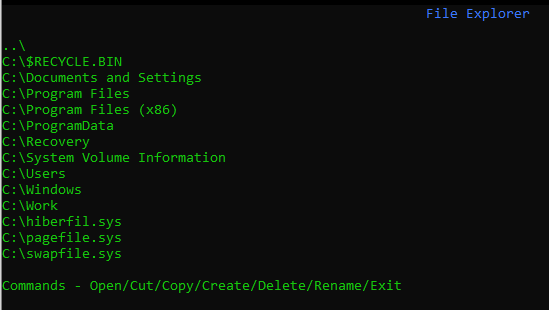 File Explorer
..\
C:\$RECYCLE.BIN
C:\Documents and Settings
C:\Program Files
C:\Program Files (x86)
C:\ProgramData
C:\Recovery
C:\System Volume Information
C:\Users
C:\Windows
C:\Work
C:\hiberfil.sys
C:\pagefile.sys
C:\swapfile.sys
Commands - Open/Cut/Copy/Create/Delete/Rename/Exit